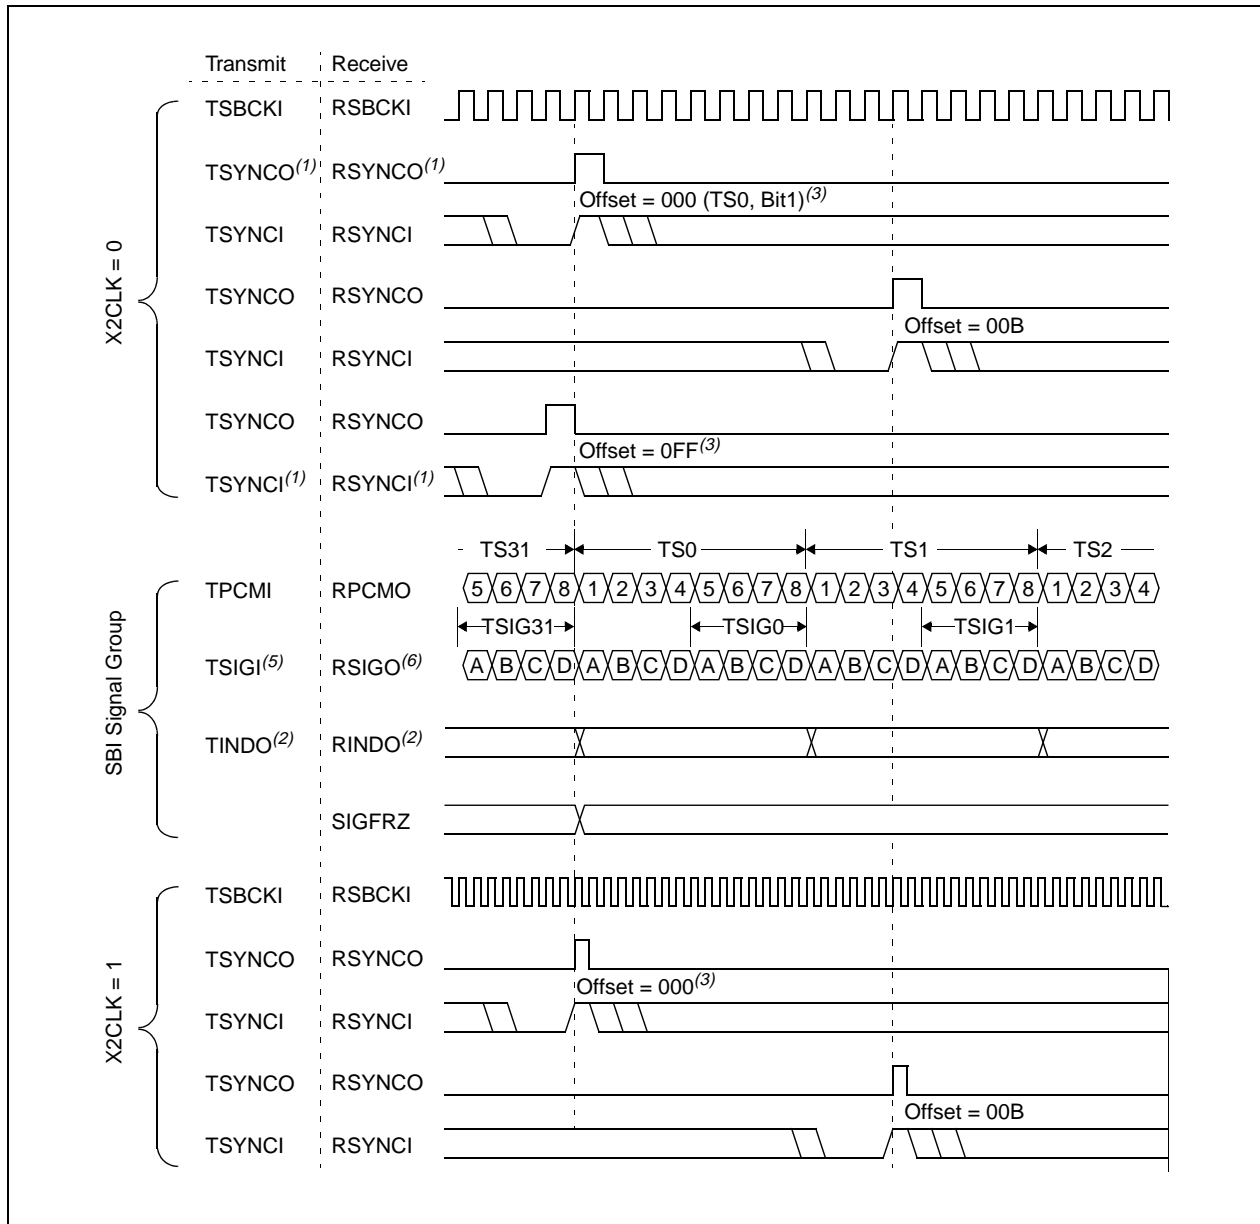 Transmit Receive
TSBCKI RSBCKI
TSYNCO(1) RSYNCO(1)
Offset = 000 (TS0, Bit1)(3)
TSYNCI RSYNCI
X2CLK = 0
TSYNCO RSYNCO
Offset = 00B
TSYNCI RSYNCI
TSYNCO RSYNCO
Offset = 0FF(3)
TSYNCI(1) RSYNCI(1)
TS31 TS0 TS1 TS2
TPCMI RPCMO 5 6 7 8 1 2 3 4 5 6 7 8 1 2 3 4 5 6 7 8 1 2 3 4
TSIG31 TSIG0 TSIG1
TSIGI(5) RSIGO(6) A B C D A B C D A B C D A B C D A B C D A B C D
SBI Signal Group
TINDO(2) RINDO(2)
SIGFRZ
TSBCKI RSBCKI
TSYNCO RSYNCO
Offset = 000(3)
X2CLK = 1
TSYNCI RSYNCI
TSYNCO RSYNCO
Offset = 00B
TSYNCI RSYNCI